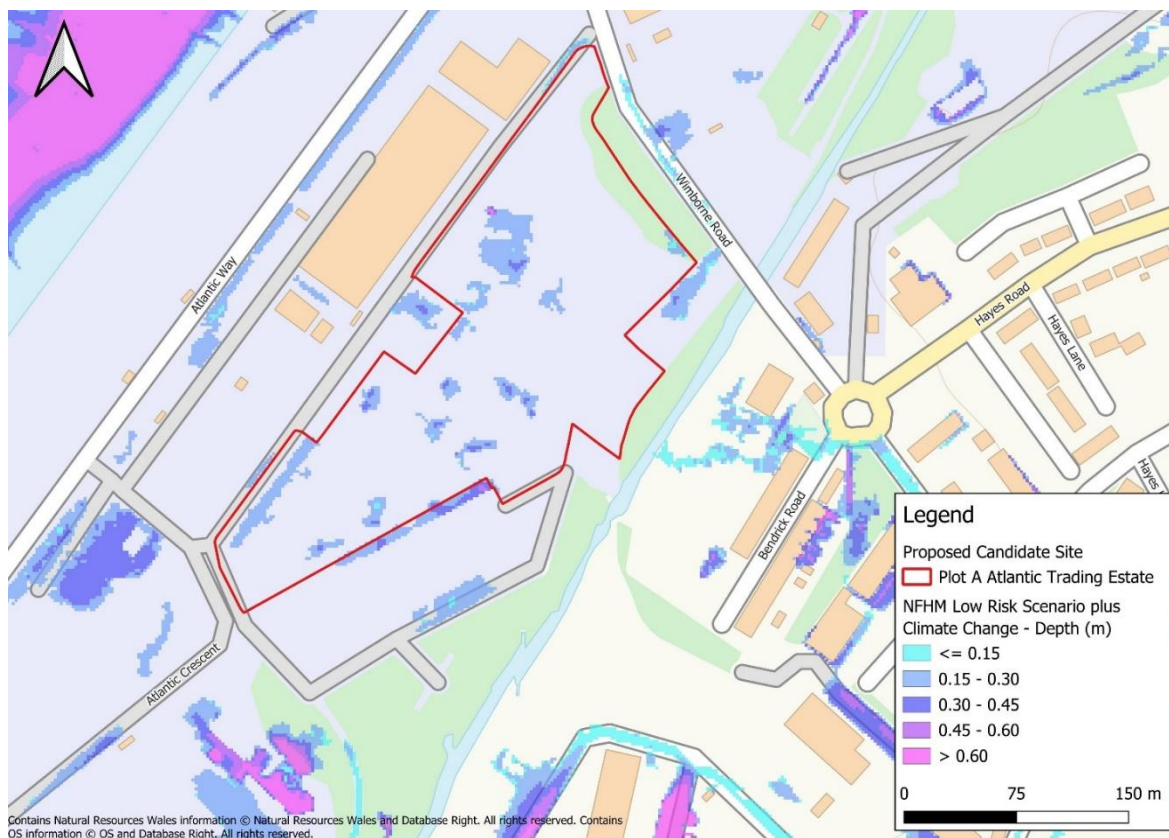 Atlantic Way
Wimborne Road
Hayes Road
Hayes Lane
Hayes
Bendrick Road
Atlantic Crescent
Legend
Proposed Candidate Site
Plot A Atlantic Trading Estate
NFHM Low Risk Scenario plus
Climate Change - Depth (m)
<= 0.15
0.15 - 0.30
0.30 - 0.45
0.45 - 0.60
> 0.60
0 75 150 m
Contains Natural Resources Wales information © Natural Resources Wales and Database Right. All rights reserved. Contains
OS information © OS and Database Right. All rights reserved.